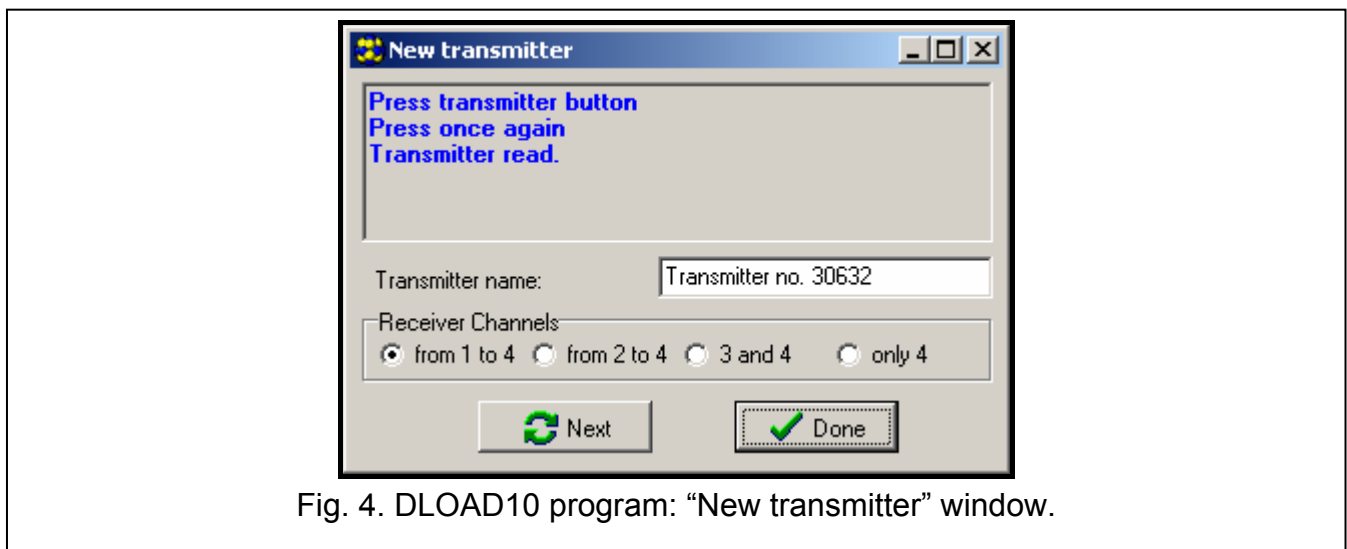 New transmitter
Press transmitter button
Press once again
Transmitter read.
Transmitter name: Transmitter no. 30632
Receiver Channels
from 1 to 4 from 2 to 4 3 and 4 only 4
Next Done
Fig. 4. DLOAD10 program: “New transmitter” window.